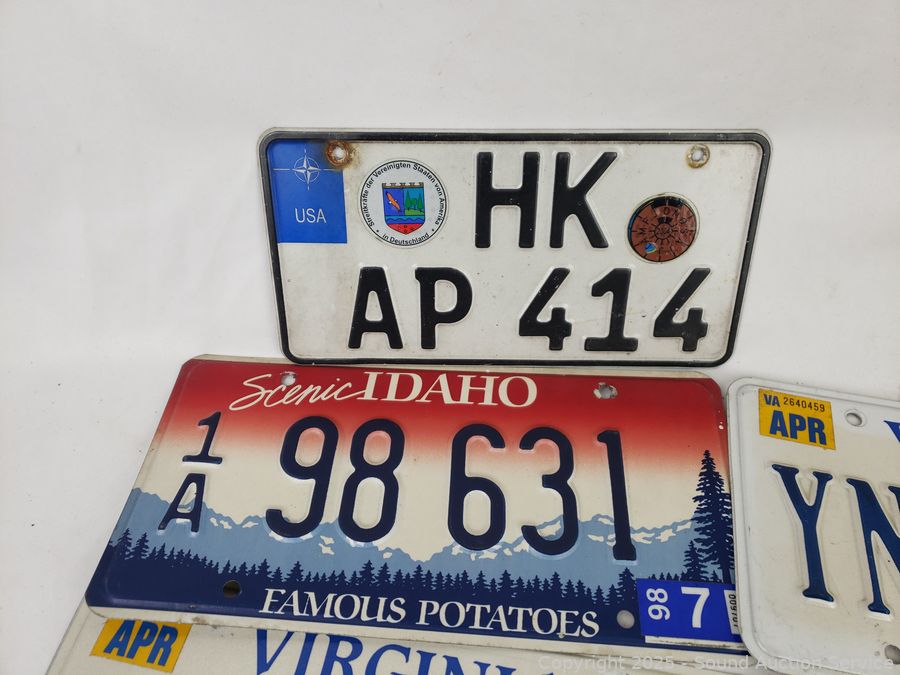 USA
Streitkräfte der Vereinigten Staaten von Amerika
in Deutschland
HK
AP 414
Scenic IDAHO
1
A
98 631
FAMOUS POTATOES
98
7
VA 2640459
APR
YN
APR
VIRGINI
Copyright 2025 - Sound Auction Service